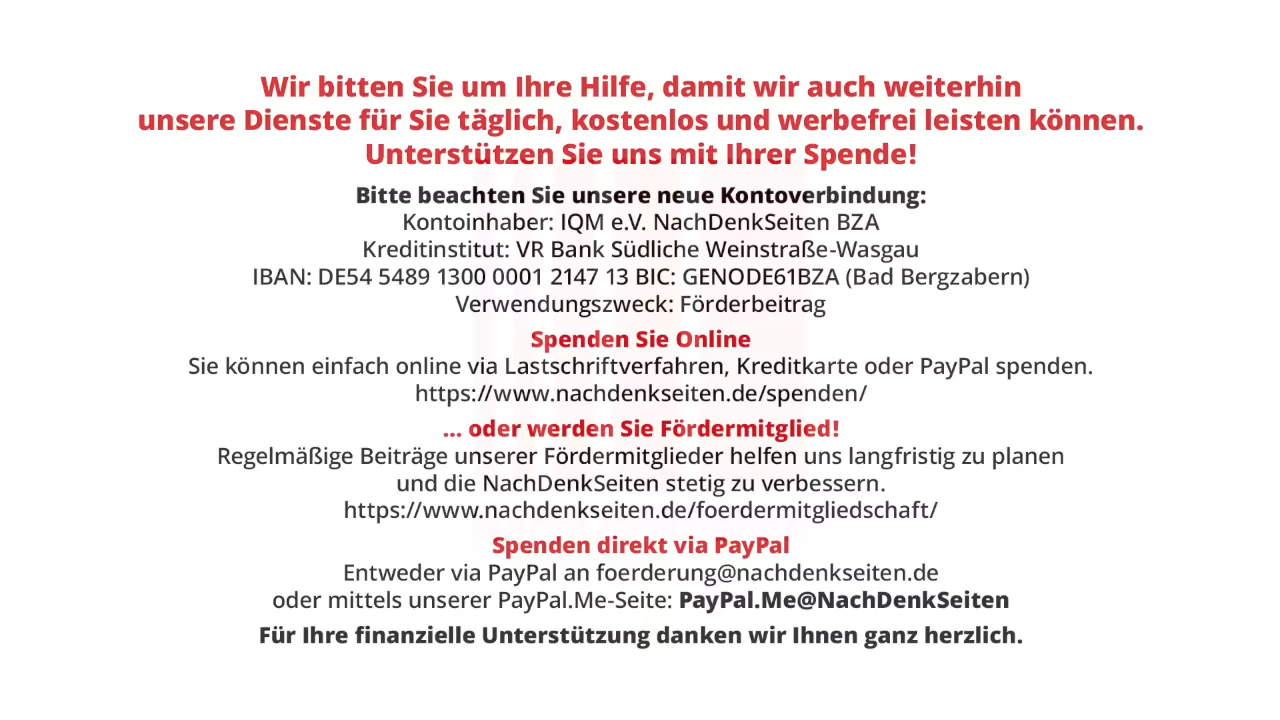 Wir bitten Sie um Ihre Hilfe, damit wir auch weiterhin
unsere Dienste für Sie täglich, kostenlos und werbefrei leisten können.
Unterstützen Sie uns mit Ihrer Spende!
Bitte beachten Sie unsere neue Kontoverbindung:
Kontoinhaber: IQM e.V. NachDenkSeiten BZA
Kreditinstitut: VR Bank Südliche Weinstraße-Wasgau
IBAN: DE54 5489 1300 0001 2147 13 BIC: GENODE61BZA (Bad Bergzabern)
Verwendungszweck: Förderbeitrag
Spenden Sie Online
Sie können einfach online via Lastschriftverfahren, Kreditkarte oder PayPal spenden.
https://www.nachdenkseiten.de/spenden/
... oder werden Sie Fördermitglied!
Regelmäßige Beiträge unserer Fördermitglieder helfen uns langfristig zu planen
und die NachDenkSeiten stetig zu verbessern.
https://www.nachdenkseiten.de/foerdermitgliedschaft/
Spenden direkt via PayPal
Entweder via PayPal an foerderung@nachdenkseiten.de
oder mittels unserer PayPal.Me-Seite: PayPal.Me@NachDenkSeiten
Für Ihre finanzielle Unterstützung danken wir Ihnen ganz herzlich.